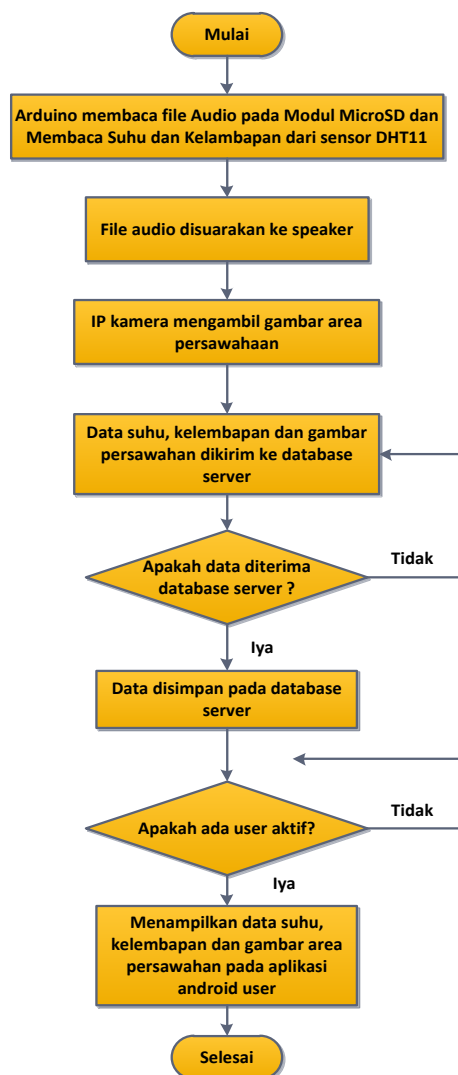 Mulai
Arduino membaca file Audio pada Modul MicroSD dan
Membaca Suhu dan Kelambapan dari sensor DHT11
File audio disuarakan ke speaker
IP kamera mengambil gambar area
persawahaan
Data suhu, kelembapan dan gambar
persawahan dikirim ke database
server
Apakah data diterima
database server ?
Tidak
Iya
Data disimpan pada database
server
Apakah ada user aktif?
Tidak
Iya
Menampilkan data suhu,
kelembapan dan gambar area
persawahan pada aplikasi
android user
Selesai